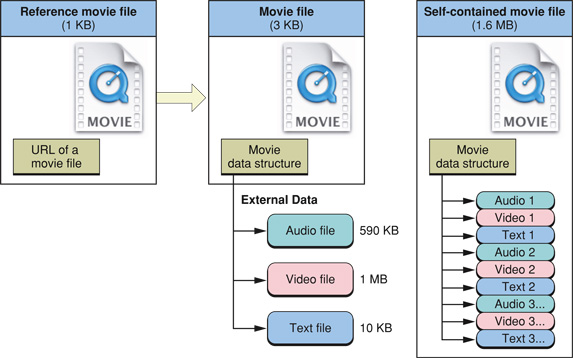 Reference movie file
(1 KB)
MOVIE
URL of a
movie file
Movie file
(3 KB)
MOVIE
Movie
data structure
External Data
Audio file
590 KB
Video file
1 MB
Text file
10 KB
Self-contained movie file
(1.6 MB)
MOVIE
Movie
data structure
Audio 1
Video 1
Text 1
Audio 2
Video 2
Text 2
Audio 3...
Video 3...
Text 3...